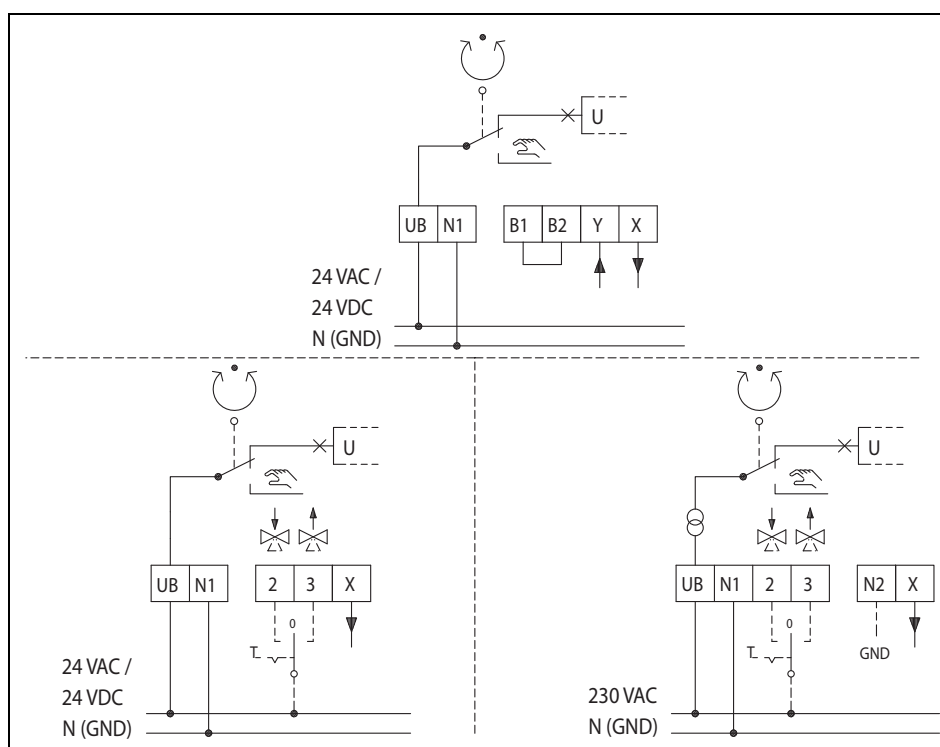 U
UB N1 B1 B2 Y X
24 VAC /
24 VDC
N (GND)
U
UB N1 2 3 X
0
24 VAC /
24 VDC
N (GND)
U
UB N1 2 3 N2 X
0
GND
230 VAC
N (GND)